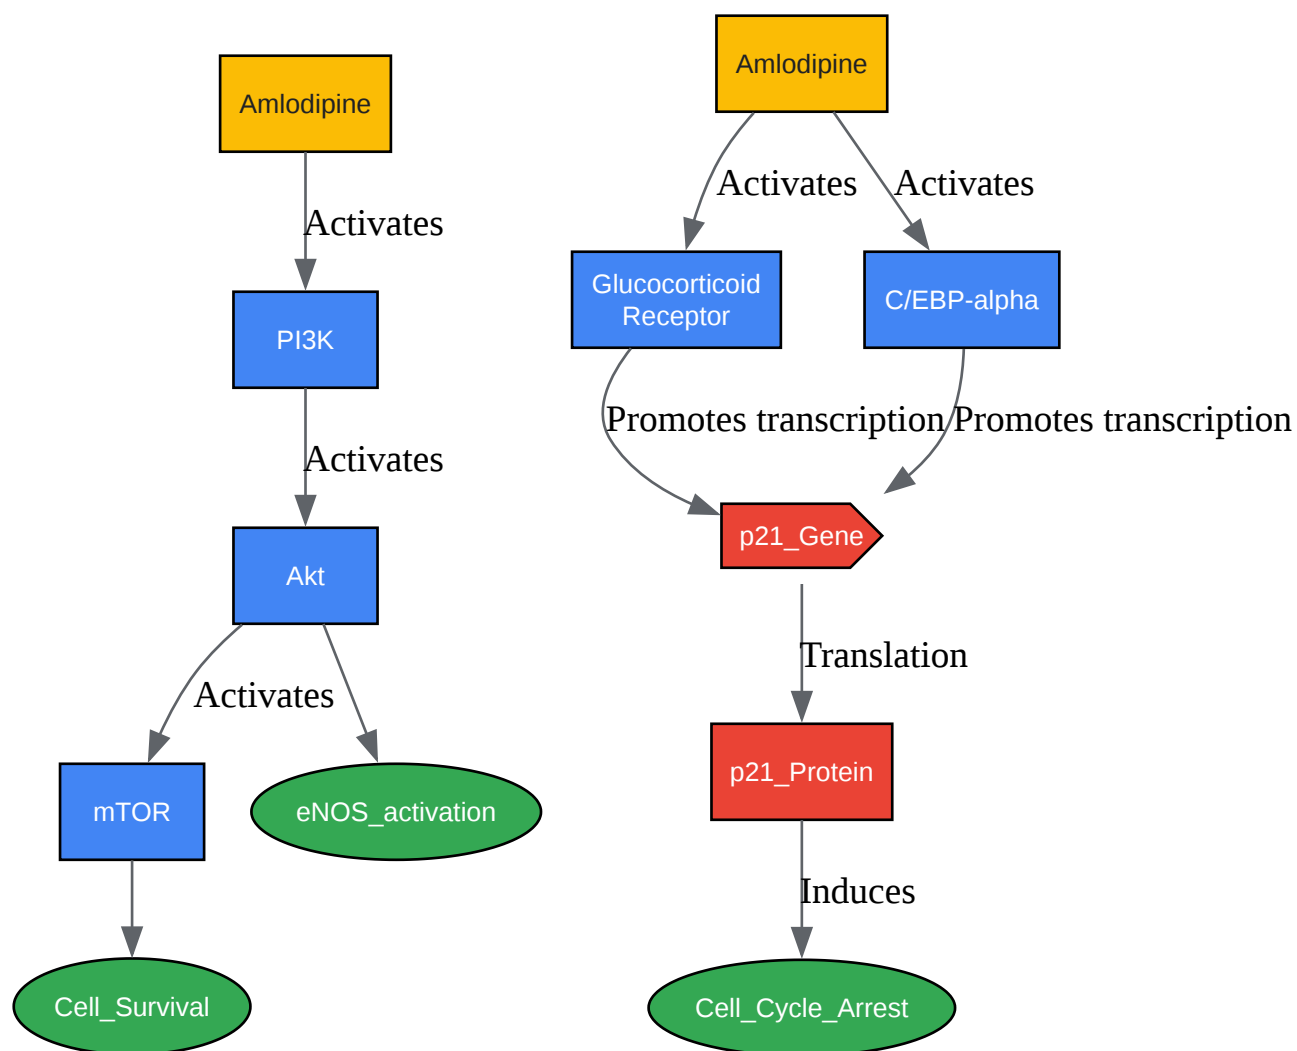 Amlodipine
Activates
PI3K
Activates
Akt
Activates
mTOR
eNOS_activation
Cell_Survival
Amlodipine
Activates
Activates
Glucocorticoid
Receptor
C/EBP-alpha
Promotes transcription
Promotes transcription
p21_Gene
Translation
p21_Protein
Induces
Cell_Cycle_Arrest